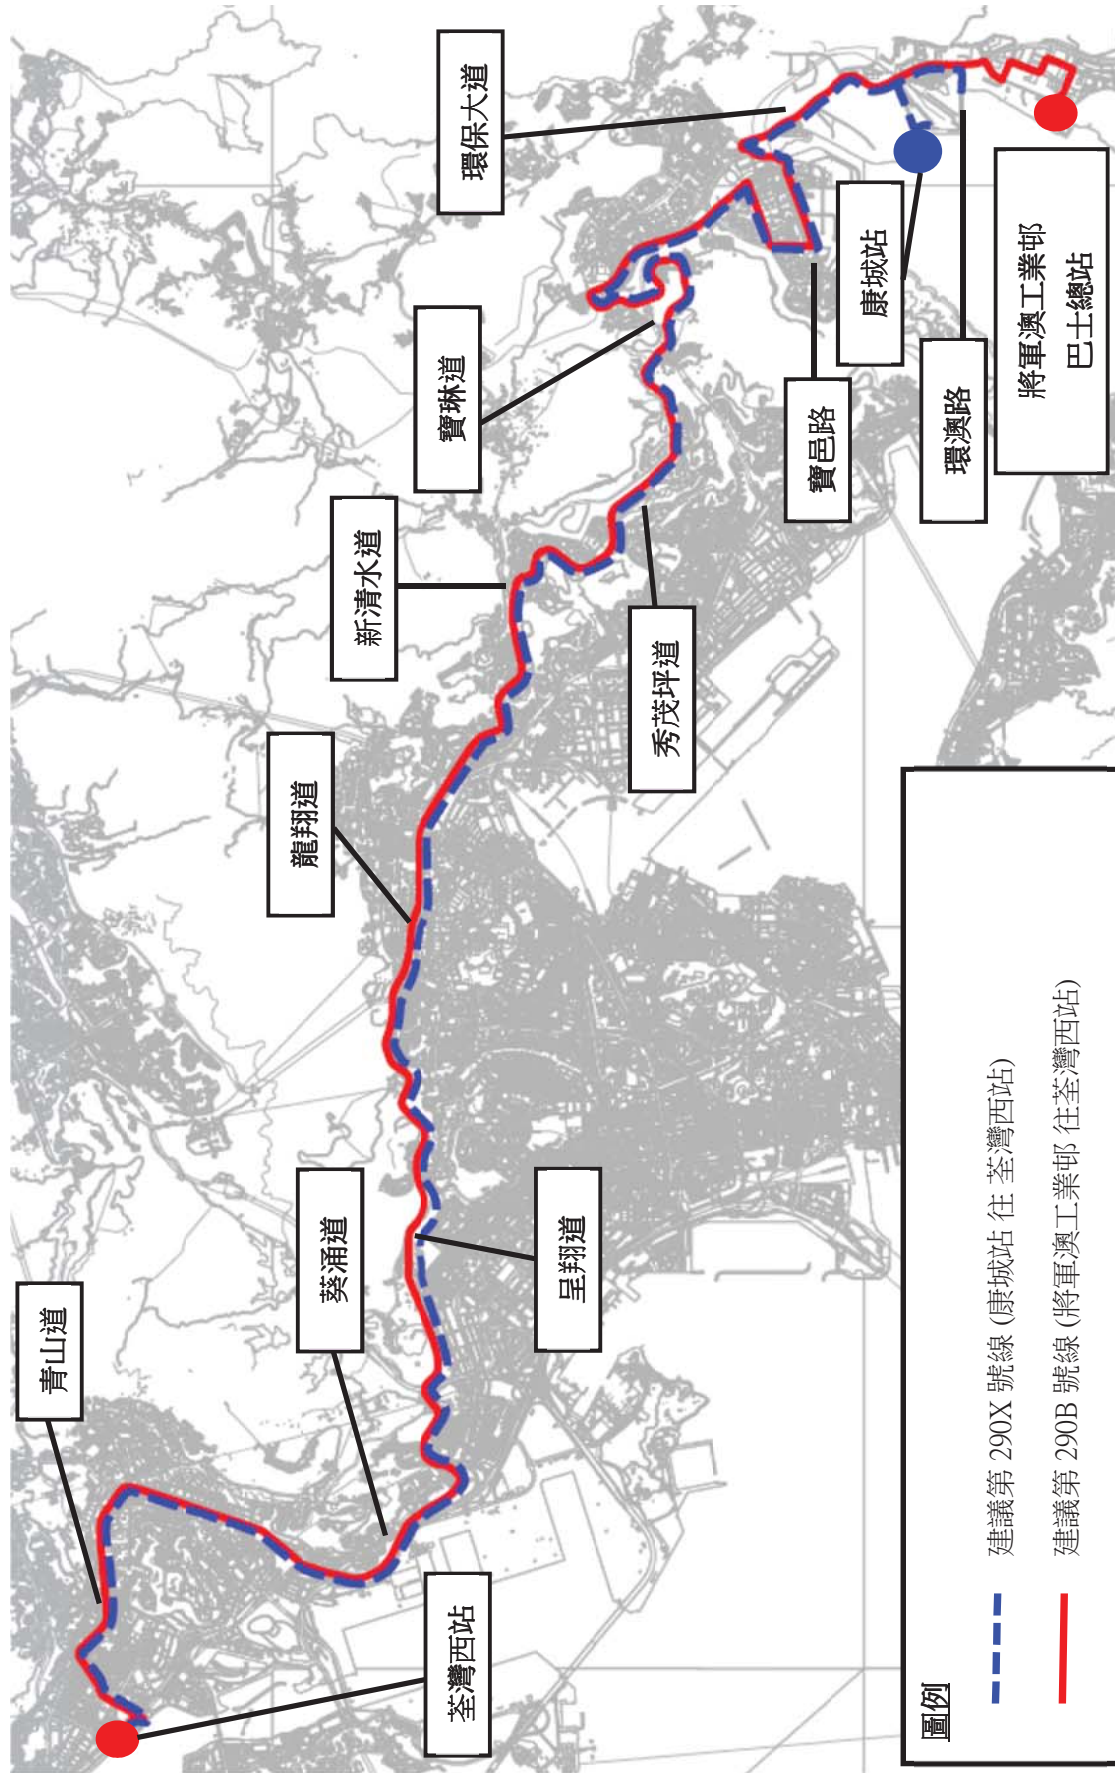 青山道
葵涌道
荃灣西站
呈翔道
龍翔道
新清水道
秀茂坪道
寶琳道
環保大道
寶邑路
康城站
環澳路
將軍澳工業邨
巴士總站
圖例
建議第 290X 號線 (康城站 往 荃灣西站)
建議第 290B 號線 (將軍澳工業邨 往荃灣西站)